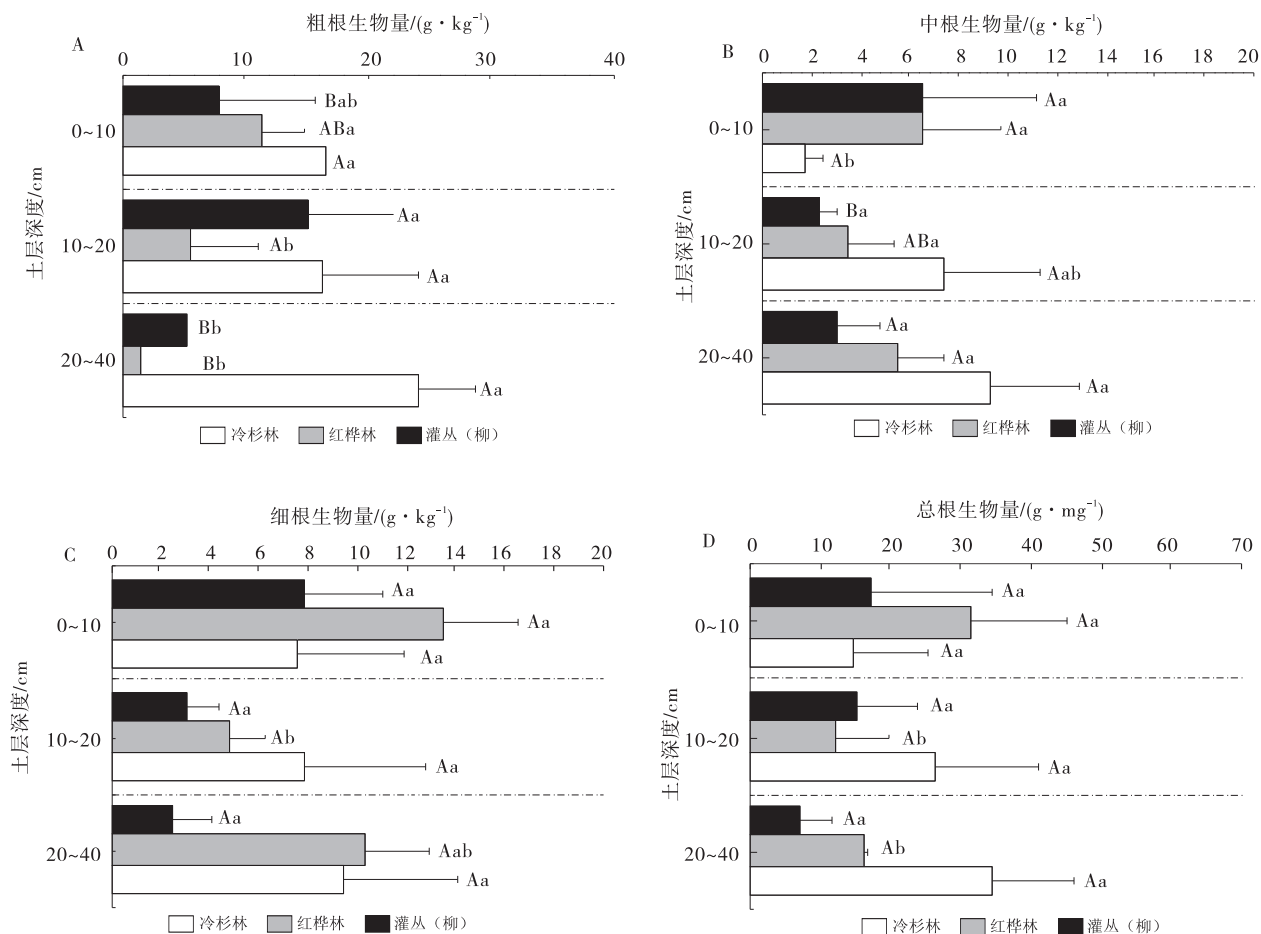 粗根生物量/(g·kg⁻¹)
A
0 10 20 30 40
Bab
0~10 ABa
Aa
Aa
10~20 Ab
Aa
Bb
20~40 Bb
Aa
土层深度/cm
冷杉林 红桦林 灌丛（柳）
中根生物量/(g·kg⁻¹)
B
0 2 4 6 8 10 12 14 16 20
Aa
0~10 Aa
Ab
Ba
10~20 ABa
Aab
Aa
20~40 Aa
Aa
土层深度/cm
冷杉林 红桦林 灌丛（柳）
细根生物量/(g·kg⁻¹)
C
0 2 4 6 8 10 12 14 16 18 20
Aa
0~10 Aa
Aa
Aa
10~20 Ab
Aa
Aa
20~40 Aab
Aa
土层深度/cm
冷杉林 红桦林 灌丛（柳）
总根生物量/(g·mg⁻¹)
D
0 10 20 30 40 50 60 70
Aa
0~10 Aa
Aa
Aa
10~20 Ab
Aa
Aa
20~40 Ab
Aa
土层深度/cm
冷杉林 红桦林 灌丛（柳）